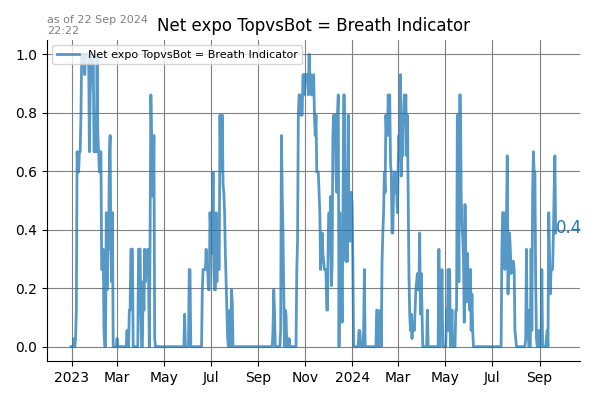 as of 22 Sep 2024
22:22
Net expo TopvsBot = Breath Indicator
Net expo TopvsBot = Breath Indicator
1.0
0.8
0.6
0.4
0.2
0.0
0.4
2023 Mar May Jul Sep Nov 2024 Mar May Jul Sep